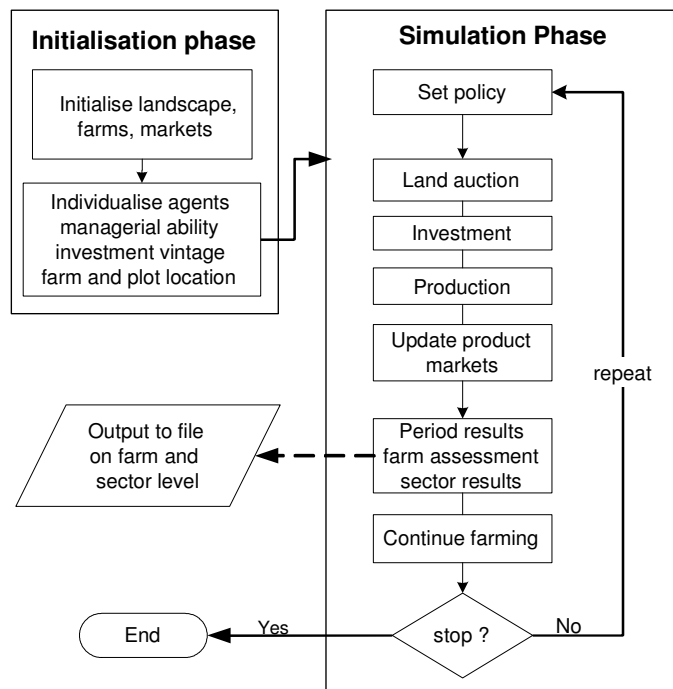 Initialisation phase
Initialise landscape,
farms, markets
Individualise agents
managerial ability
investment vintage
farm and plot location
Simulation Phase
Set policy
Land auction
Investment
Production
Update product
markets
repeat
Period results
farm assessment
sector results
Output to file
on farm and
sector level
Continue farming
stop ?
No
Yes
End